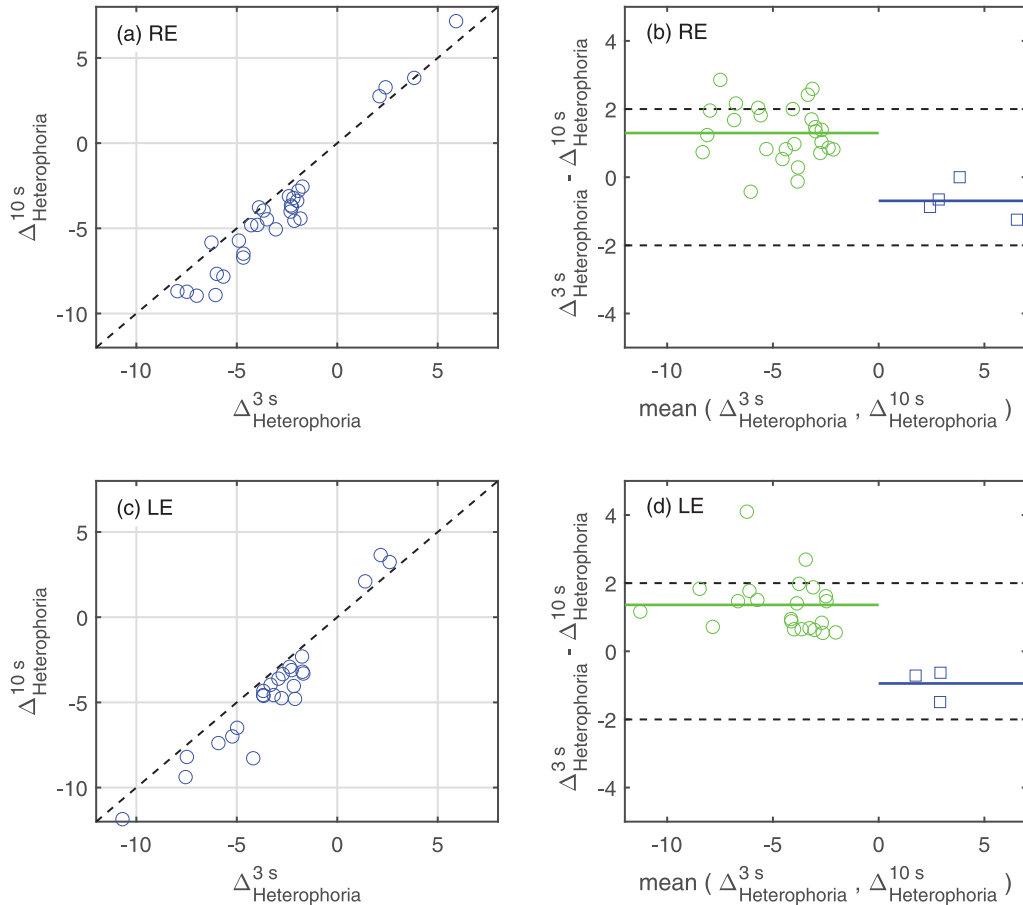 (a) RE
5
0
-5
-10
Δ 3 s Heterophoria
Δ 10 s Heterophoria
-10 -5 0 5
(b) RE
4
2
0
-2
-4
Δ 3 s Heterophoria - Δ 10 s Heterophoria
-10 -5 0 5
mean ( Δ 3 s Heterophoria , Δ 10 s Heterophoria )
(c) LE
5
0
-5
-10
Δ 10 s Heterophoria
-10 -5 0 5
Δ 3 s Heterophoria
(d) LE
4
2
0
-2
-4
Δ 3 s Heterophoria - Δ 10 s Heterophoria
-10 -5 0 5
mean ( Δ 3 s Heterophoria , Δ 10 s Heterophoria )